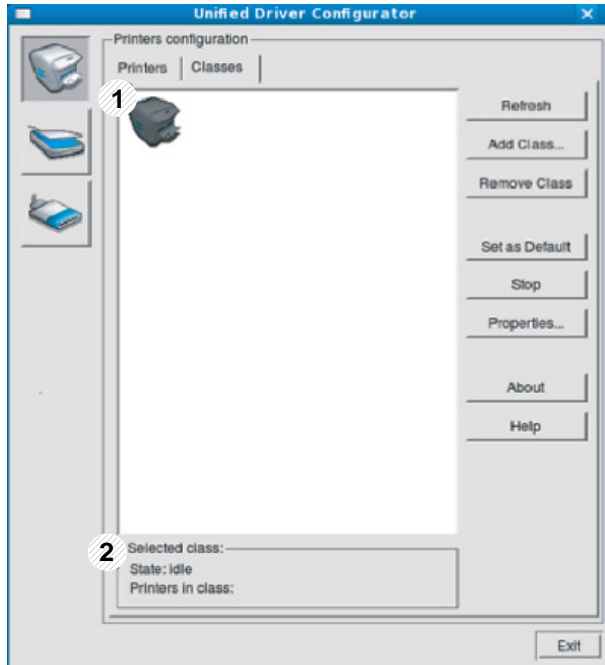 Unified Driver Configurator
Printers configuration
Printers
Classes
1
Refresh
Add Class...
Remove Class
Set as Default
Stop
Properties...
About
Help
2
Selected class:
State: idle
Printers in class:
Exit